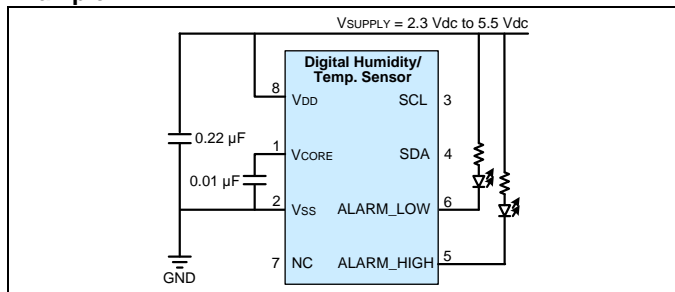 VSUPPLY = 2.3 Vdc to 5.5 Vdc
Digital Humidity/
Temp. Sensor
8 VDD SCL 3
0.22 µF
1 VCORE SDA 4
0.01 µF
2 VSS ALARM_LOW 6
7 NC ALARM_HIGH 5
GND